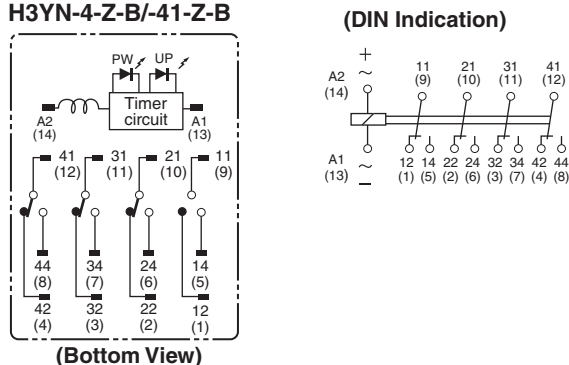 H3YN-4-Z-B/-41-Z-B
PW UP
Timer
circuit
A2
(14)
A1
(13)
41 31 21 11
(12) (11) (10) (9)
44 34 24 14
(8) (7) (6) (5)
42 32 22 12
(4) (3) (2) (1)
(Bottom View)
(DIN Indication)
+
~
A2
(14)
11 21 31 41
(9) (10) (11) (12)
A1
(13)
~
−
12 14 22 24 32 34 42 44
(1) (5) (2) (6) (3) (7) (4) (8)